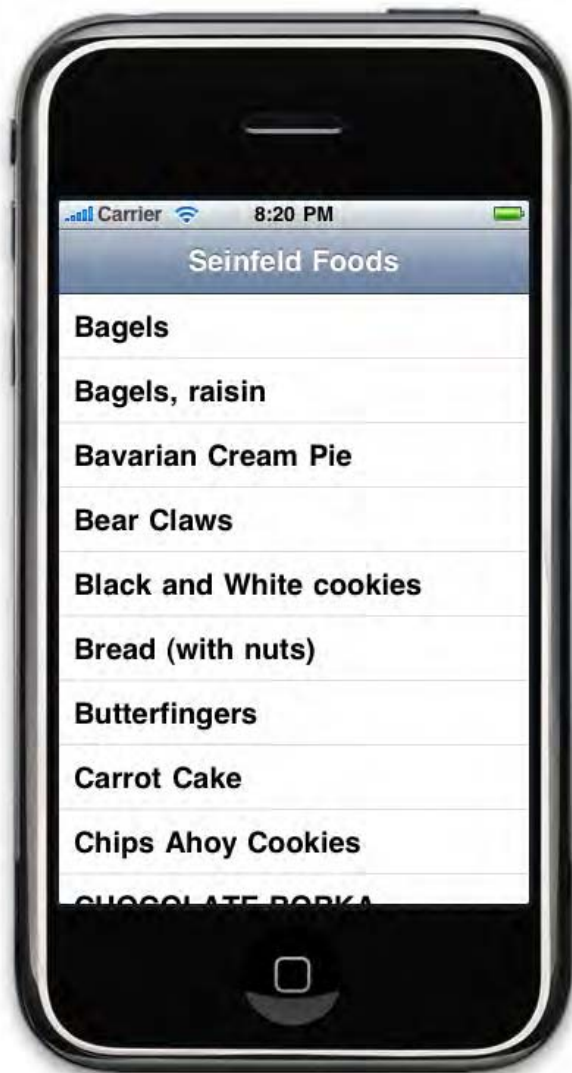 Carrier 8:20 PM
Seinfeld Foods
Bagels
Bagels, raisin
Bavarian Cream Pie
Bear Claws
Black and White cookies
Bread (with nuts)
Butterfingers
Carrot Cake
Chips Ahoy Cookies
CHOCOLATE